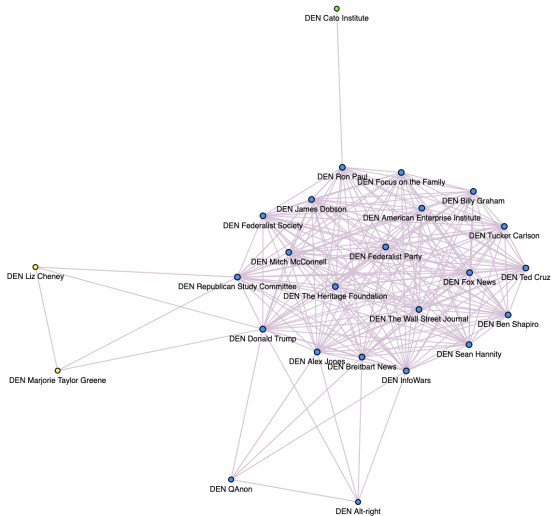 DEN Cato Institute
DEN Ron Paul
DEN Focus on the Family
DEN Billy Graham
DEN James Dobson
DEN American Enterprise Institute
DEN Federalist Society
DEN Tucker Carlson
DEN Mitch McConnell
DEN Federalist Party
DEN Liz Cheney
DEN Ted Cruz
DEN Republican Study Committee
DEN Fox News
DEN The Heritage Foundation
DEN The Wall Street Journal
DEN Ben Shapiro
DEN Donald Trump
DEN Sean Hannity
DEN Alex Jones
DEN Breitbart News
DEN Marjorie Taylor Greene
DEN InfoWars
DEN QAnon
DEN Alt-right